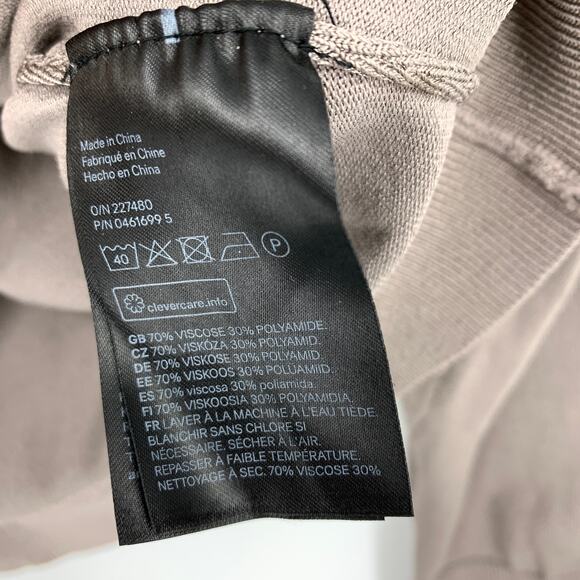 Made in China
Fabriqué en Chine
Hecho en China
O/N 227480
P/N 0461699 5
40 P
clevercare.info
GB 70% VISCOSE 30% POLYAMIDE.
CZ 70% VISKÓZA 30% POLYAMID.
DE 70% VISKOSE 30% POLYAMID.
EE 70% VISKOOS 30% POLÜAMIID.
ES 70% viscosa 30% poliamida.
FI 70% VISKOOSIA 30% POLYAMIDIA.
FR LAVER À LA MACHINE À L'EAU TIÈDE.
BLANCHIR SANS CHLORE SI
NÉCESSAIRE. SÉCHER À L'AIR.
REPASSER À FAIBLE TEMPÉRATURE.
NETTOYAGE À SEC. 70% VISCOSE 30%